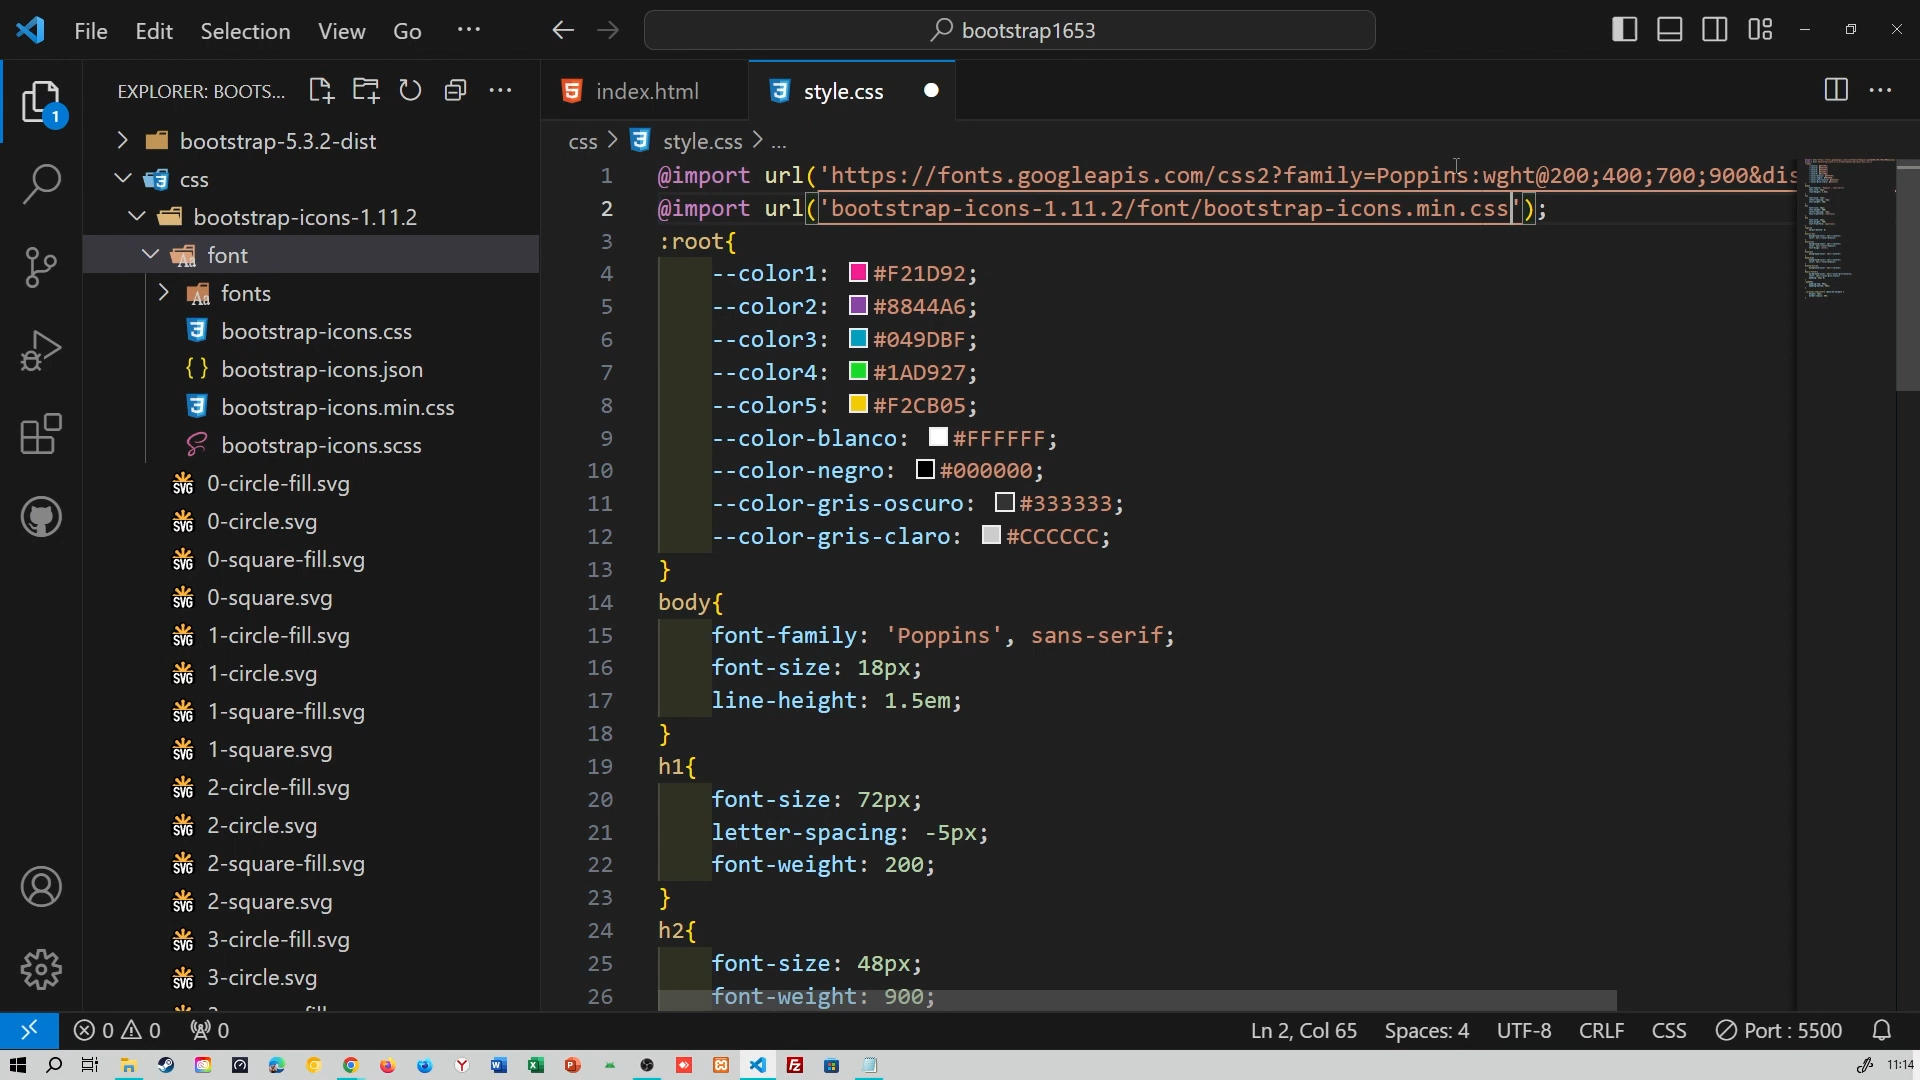 File Edit Selection View Go ...
bootstrap1653
EXPLORER: BOOTS...
bootstrap-5.3.2-dist
css
bootstrap-icons-1.11.2
font
fonts
bootstrap-icons.css
bootstrap-icons.json
bootstrap-icons.min.css
bootstrap-icons.scss
0-circle-fill.svg
0-circle.svg
0-square-fill.svg
0-square.svg
1-circle-fill.svg
1-circle.svg
1-square-fill.svg
1-square.svg
2-circle-fill.svg
2-circle.svg
2-square-fill.svg
2-square.svg
3-circle-fill.svg
3-circle.svg
1
index.html
style.css
css > style.css > ...
1 @import url('https://fonts.googleapis.com/css2?family=Poppins:wght@200;400;700;900&dis
2 @import url('bootstrap-icons-1.11.2/font/bootstrap-icons.min.css');
3 :root{
4 --color1: #F21D92;
5 --color2: #8844A6;
6 --color3: #049DBF;
7 --color4: #1AD927;
8 --color5: #F2CB05;
9 --color-blanco: #FFFFFF;
10 --color-negro: #000000;
11 --color-gris-oscuro: #333333;
12 --color-gris-claro: #CCCCCC;
13 }
14 body{
15 font-family: 'Poppins', sans-serif;
16 font-size: 18px;
17 line-height: 1.5em;
18 }
19 h1{
20 font-size: 72px;
21 letter-spacing: -5px;
22 font-weight: 200;
23 }
24 h2{
25 font-size: 48px;
26 font-weight: 900;
0 0 0
Ln 2, Col 65 Spaces: 4 UTF-8 CRLF CSS Port : 5500
11:14